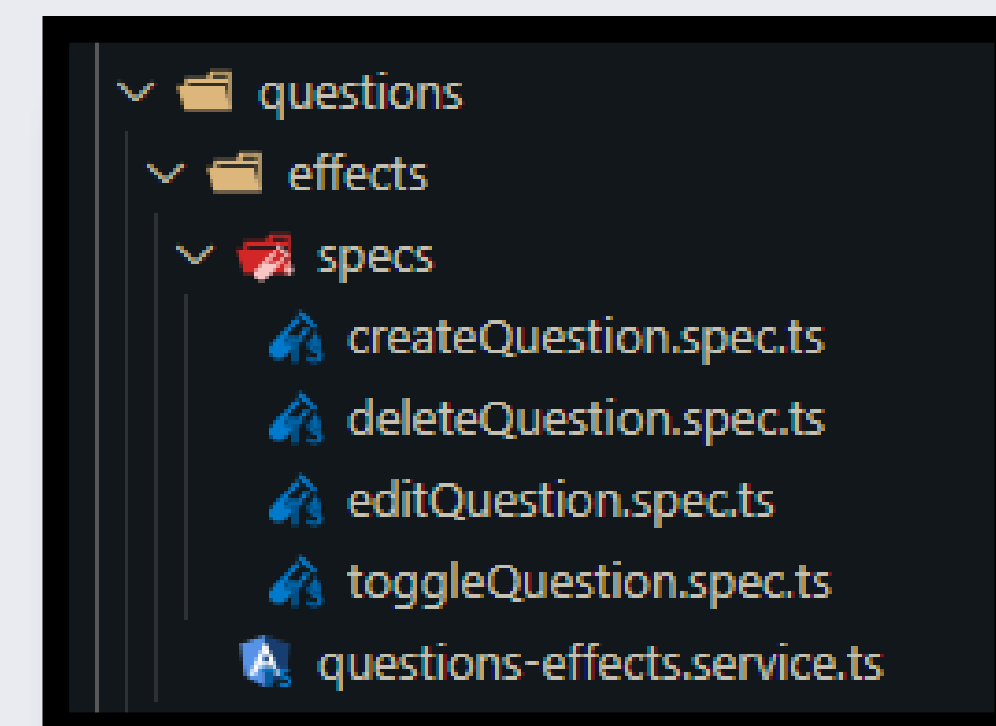 questions
effects
specs
createQuestion.spec.ts
deleteQuestion.spec.ts
editQuestion.spec.ts
toggleQuestion.spec.ts
questions-effects.service.ts